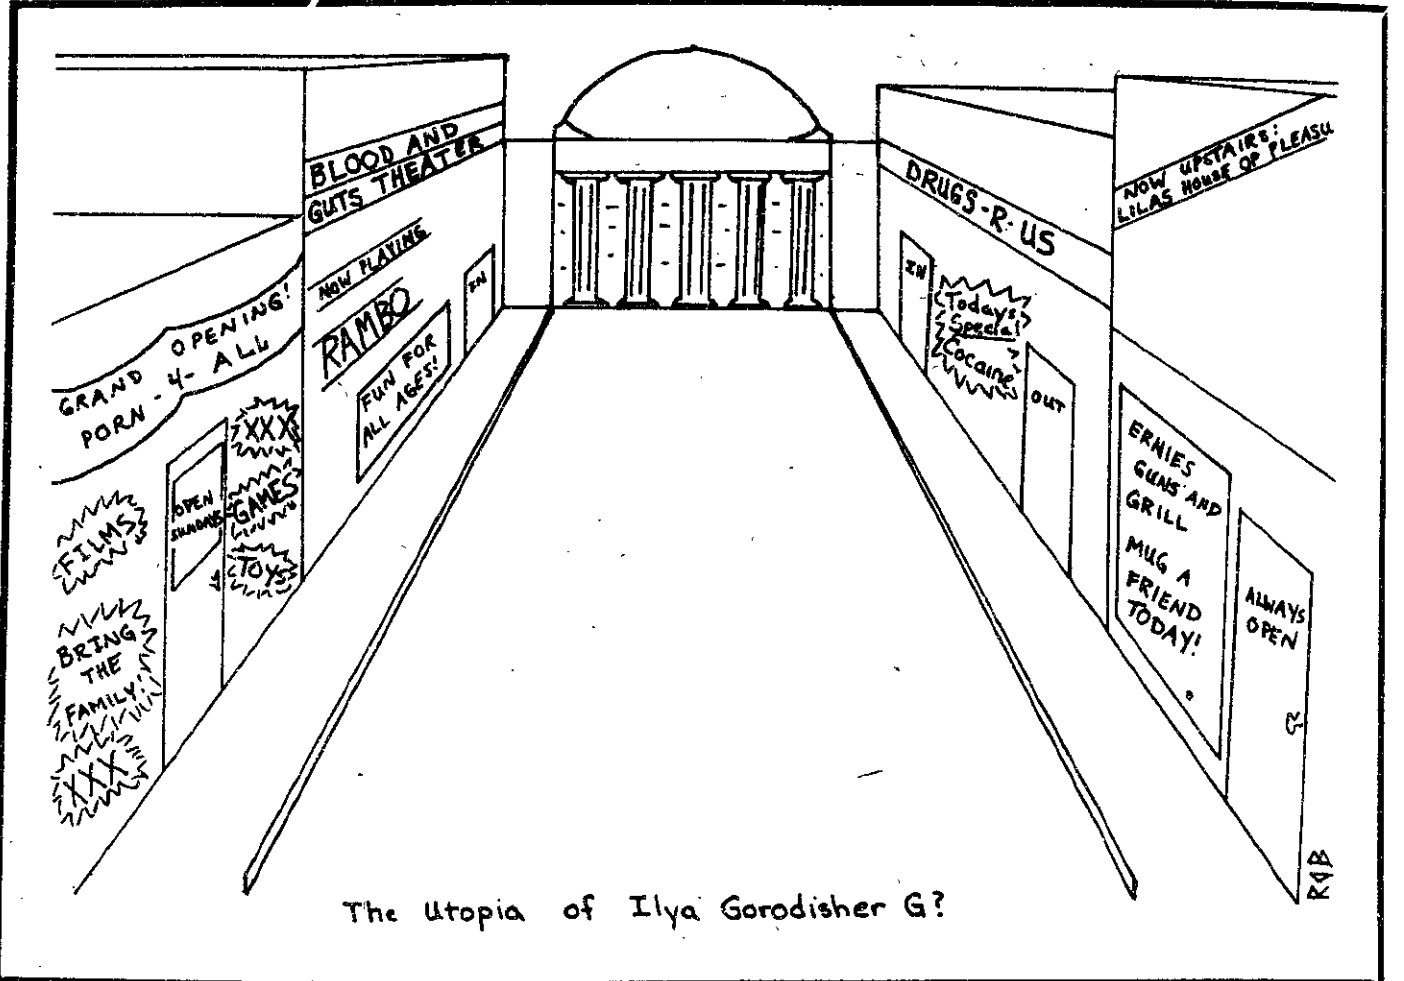 BLOOD AND
GUTS THEATER
NOW PLAYING
RAMBO
FUN FOR
ALL AGES!
IN
GRAND OPENING!
PORN-4-ALL
XXX
GAMES
TOYS
OPEN
SUNDAYS
FILMS
BRING
THE
FAMILY!
XXX
DRUGS-R-US
IN
Todays
Special
Cocaine
OUT
NOW UPSTAIRS:
LILAS HOUSE OF PLEASU
ERNIES
GUNS AND
GRILL
MUG A
FRIEND
TODAY!
ALWAYS
OPEN
The Utopia of Ilya Gorodisher G?